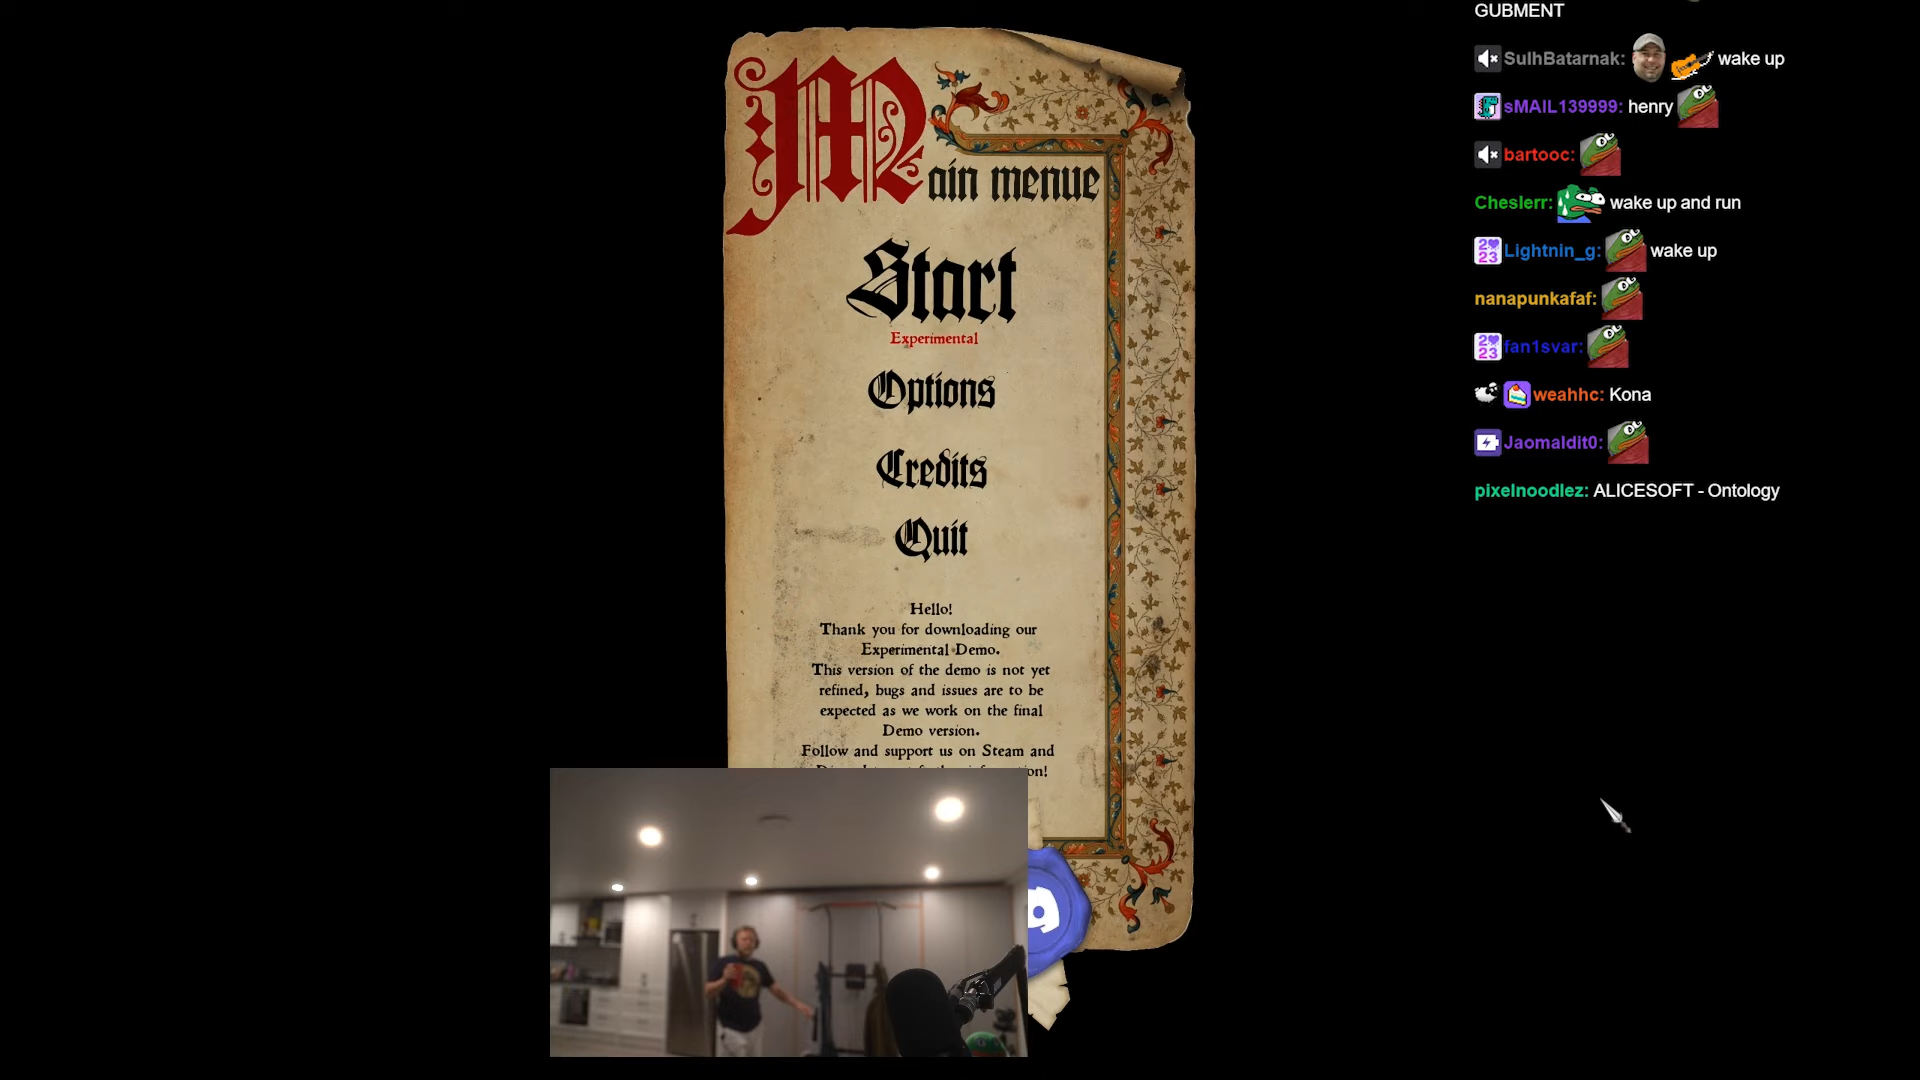 Main menue
Start
Experimental
Options
Credits
Quit
Hello!
Thank you for downloading our
Experimental Demo.
This version of the demo is not yet
refined, bugs and issues are to be
expected as we work on the final
Demo version.
Follow and support us on Steam and
GUBMENT
SulhBatarnak: wake up
sMAIL139999: henry
bartooc:
Cheslerr: wake up and run
Lightnin_g: wake up
nanapunkafaf:
fan1svar:
weahhc: Kona
Jaomaldit0:
pixelnoodlez: ALICESOFT - Ontology